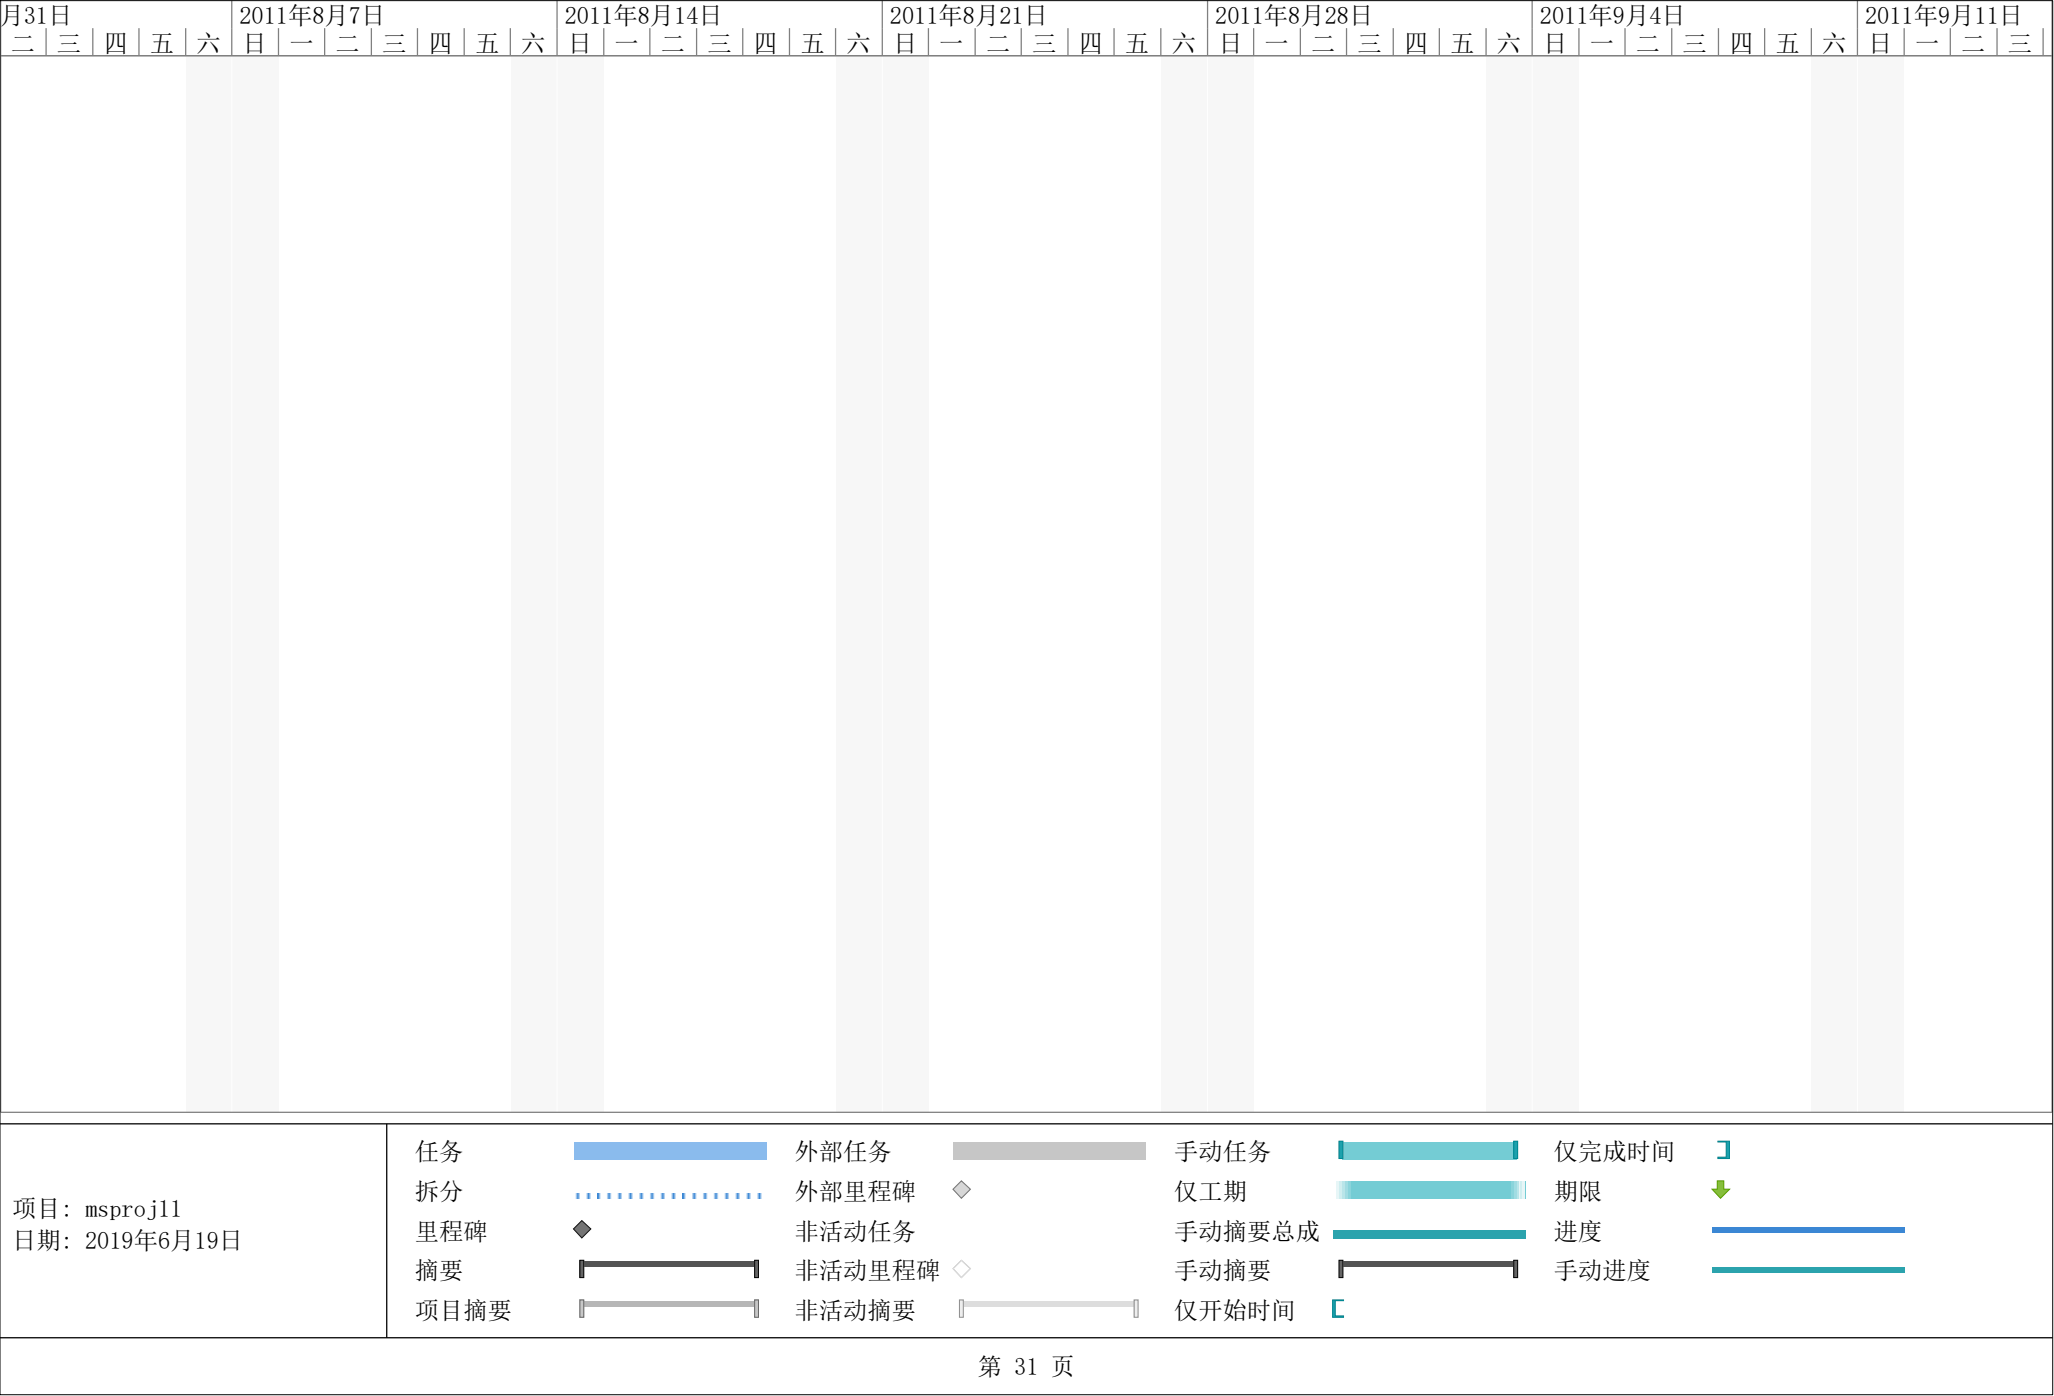 月31日 2011年8月7日 2011年8月14日 2011年8月21日 2011年8月28日 2011年9月4日 2011年9月11日
二 三 四 五 六 日 一 二 三 四 五 六 日 一 二 三 四 五 六 日 一 二 三 四 五 六 日 一 二 三 四 五 六 日 一 二 三 四 五 六 日 一 二 三
任务 外部任务 手动任务 仅完成时间
拆分 外部里程碑 仅工期 期限
项目: msproj11
里程碑 非活动任务 手动摘要总成 进度
日期: 2019年6月19日
摘要 非活动里程碑 手动摘要 手动进度
项目摘要 非活动摘要 仅开始时间
第 31 页